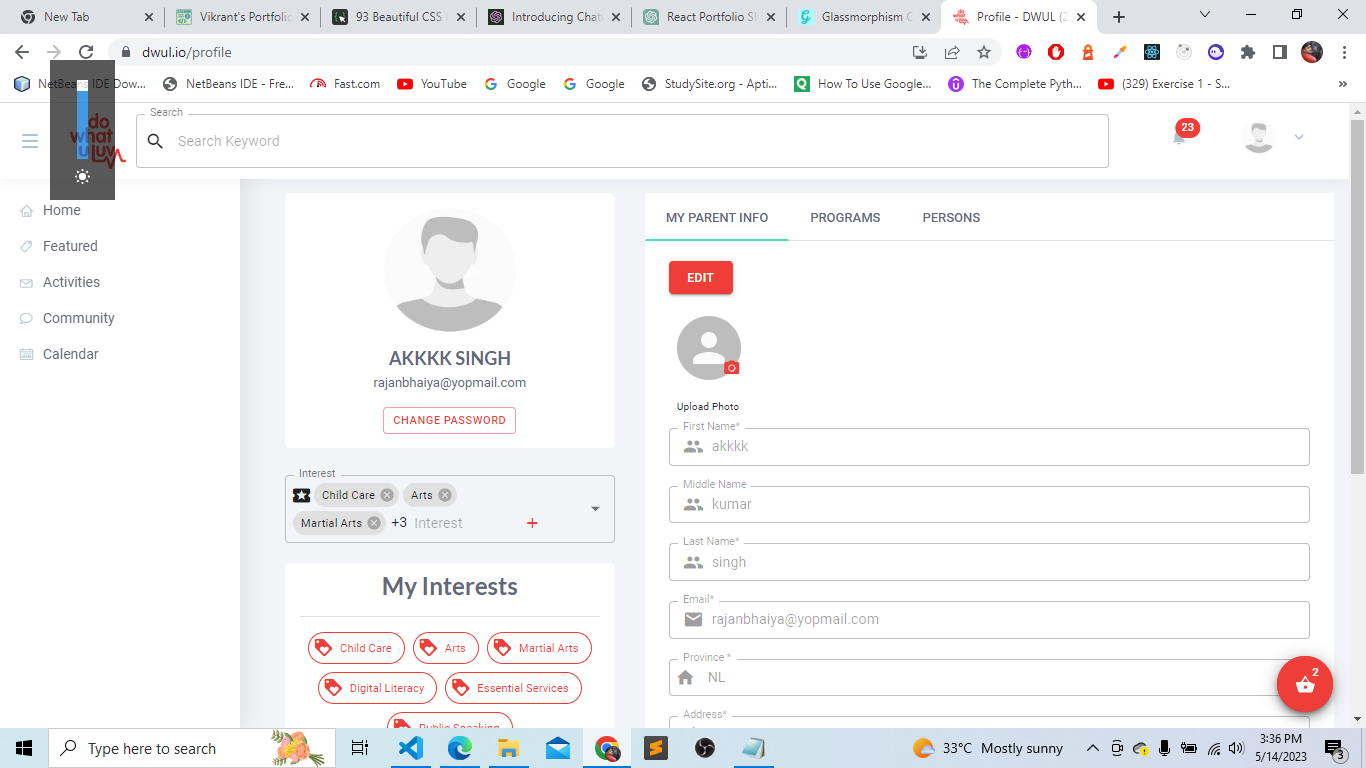 New Tab
Vikrant's Portfolio
93 Beautiful CSS
Introducing Chat
React Portfolio S
Glassmorphism
Profile - DWUL (2
dwul.io/profile
NetBeans IDE Dow...
NetBeans IDE - Fre...
Fast.com
YouTube
Google
Google
StudySite.org - Apti...
How To Use Google...
The Complete Pyth...
(329) Exercise 1 - S...
do
what
u luv
Search
Search Keyword
23
Home
Featured
Activities
Community
Calendar
AKKKK SINGH
rajanbhaiya@yopmail.com
CHANGE PASSWORD
Interest
Child Care
Arts
Martial Arts
+3 Interest
My Interests
Child Care
Arts
Martial Arts
Digital Literacy
Essential Services
Public Speaking
MY PARENT INFO
PROGRAMS
PERSONS
EDIT
Upload Photo
First Name*
akkkk
Middle Name
kumar
Last Name*
singh
Email*
rajanbhaiya@yopmail.com
Province *
NL
Address*
2
Type here to search
33°C Mostly sunny
3:36 PM
5/14/2023
3